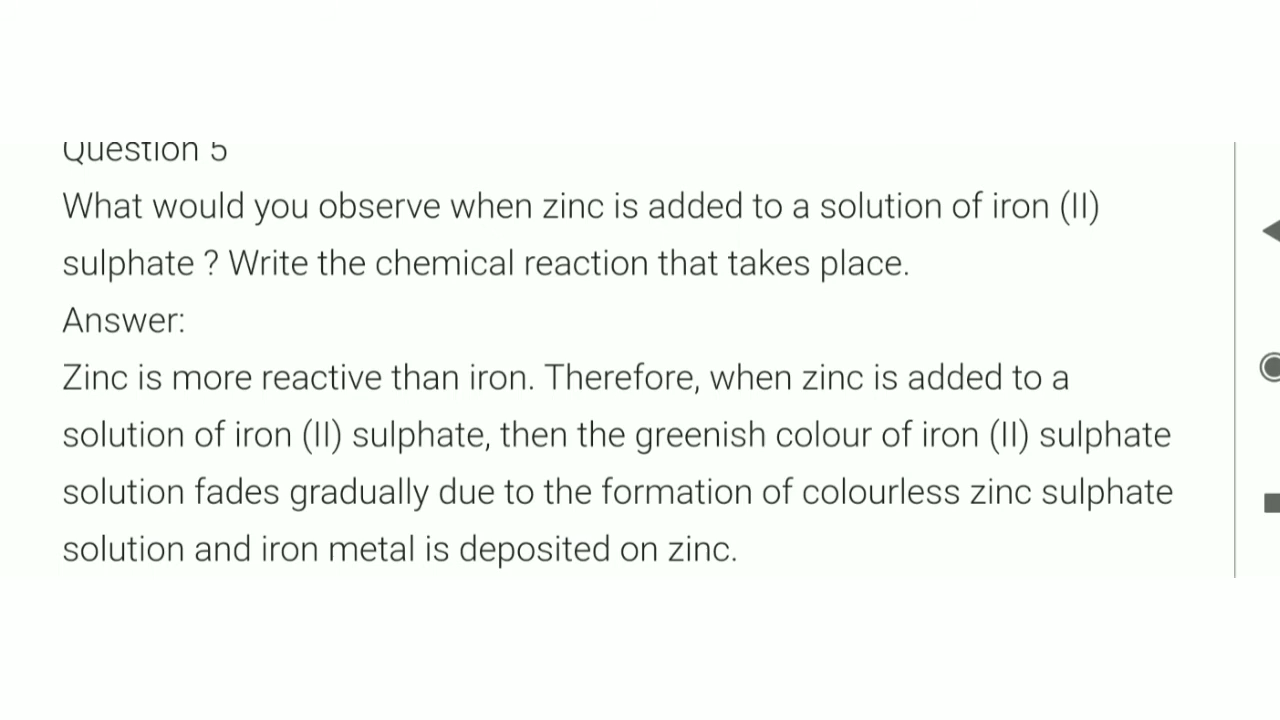 Question 5
What would you observe when zinc is added to a solution of iron (II)
sulphate ? Write the chemical reaction that takes place.
Answer:
Zinc is more reactive than iron. Therefore, when zinc is added to a
solution of iron (II) sulphate, then the greenish colour of iron (II) sulphate
solution fades gradually due to the formation of colourless zinc sulphate
solution and iron metal is deposited on zinc.